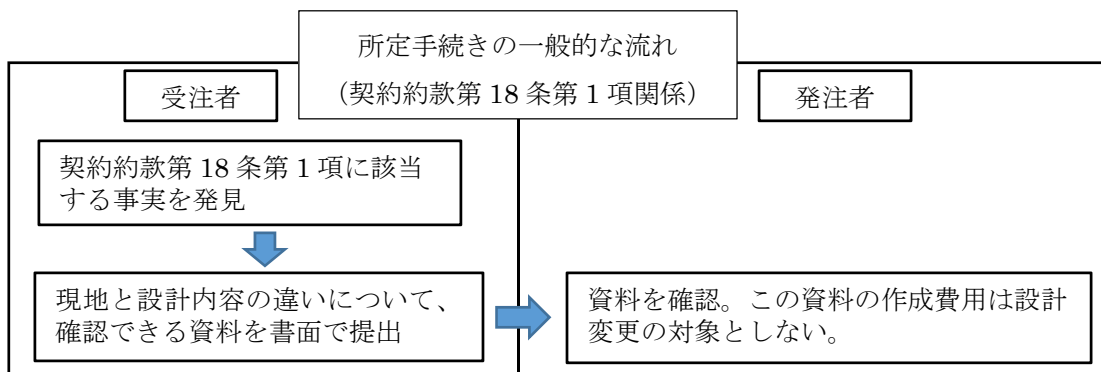 所定手続きの一般的な流れ
（契約約款第 18 条第 1 項関係）
受注者
発注者
契約約款第 18 条第 1 項に該当
する事実を発見
現地と設計内容の違いについて、
確認できる資料を書面で提出
資料を確認。この資料の作成費用は設計
変更の対象としない。